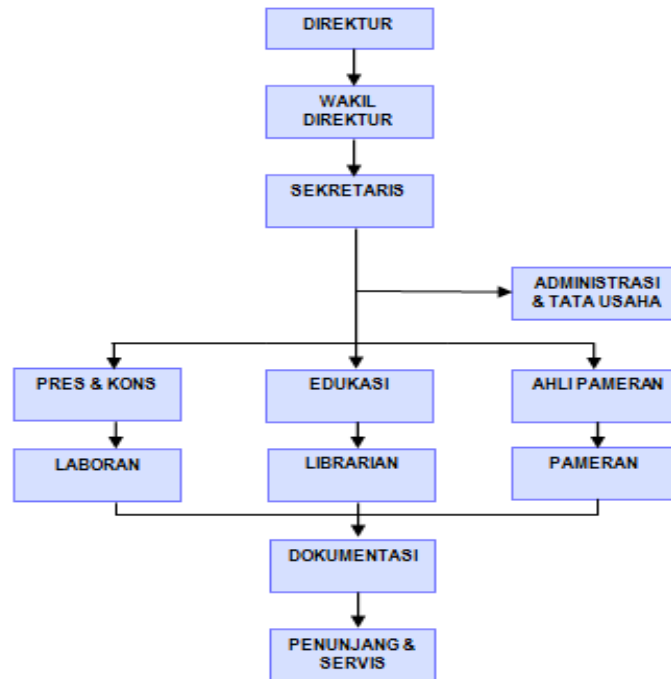 DIREKTUR
WAKIL
DIREKTUR
SEKRETARIS
ADMINISTRASI
& TATA USAHA
PRES & KONS
EDUKASI
AHLI PAMERAN
LABORAN
LIBRARIAN
PAMERAN
DOKUMENTASI
PENUNJANG &
SERVIS